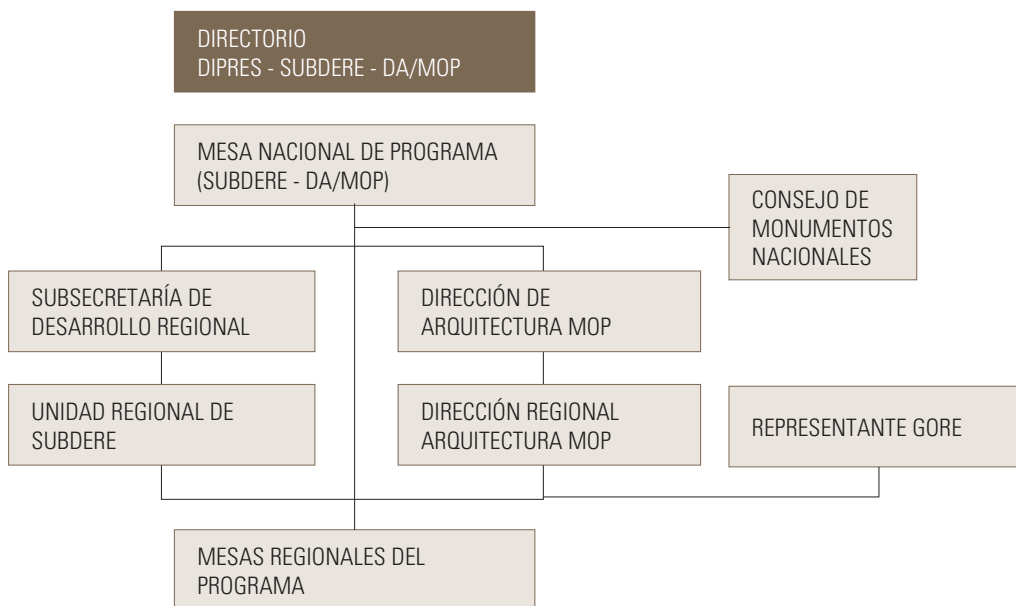 DIRECTORIO
DIPRES - SUBDERE - DA/MOP
MESA NACIONAL DE PROGRAMA
(SUBDERE - DA/MOP)
CONSEJO DE
MONUMENTOS
NACIONALES
SUBSECRETARÍA DE
DESARROLLO REGIONAL
DIRECCIÓN DE
ARQUITECTURA MOP
UNIDAD REGIONAL DE
SUBDERE
DIRECCIÓN REGIONAL
ARQUITECTURA MOP
REPRESENTANTE GORE
MESAS REGIONALES DEL
PROGRAMA